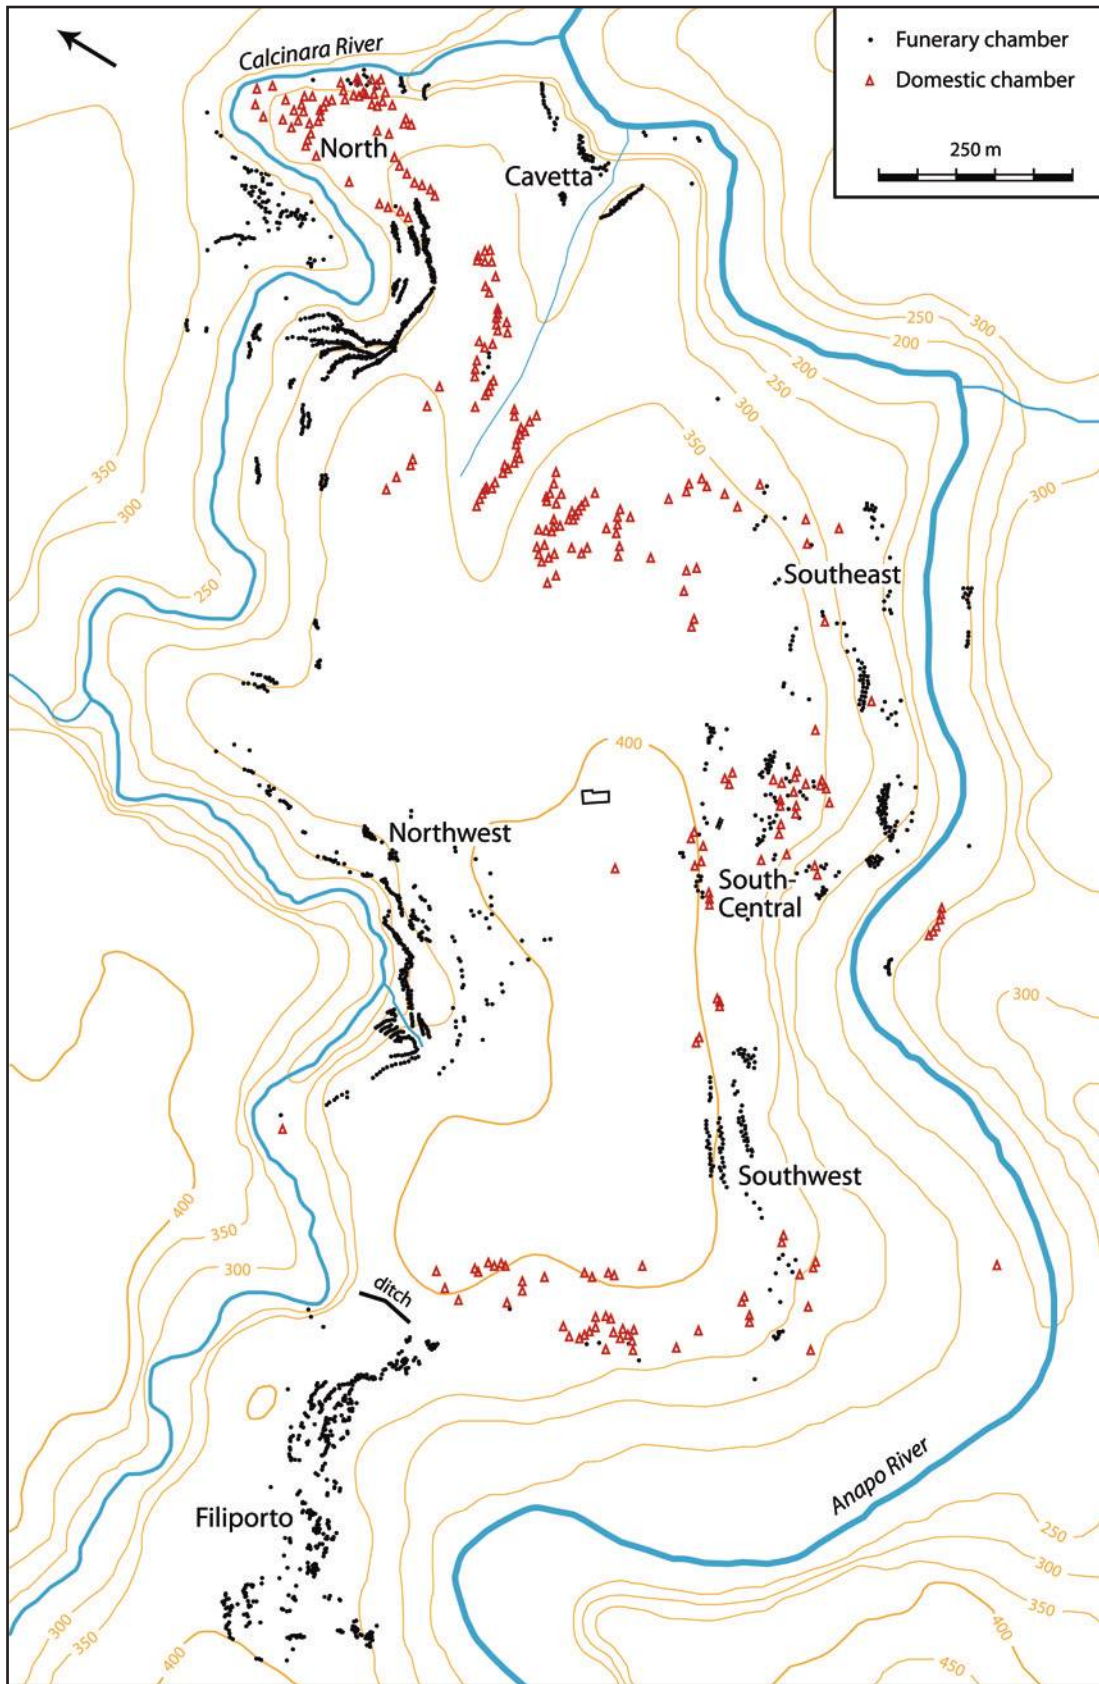 Calcinara River
Funerary chamber
Domestic chamber
250 m
North
Cavetta
250
300
200
200
250
300
350
350
300
300
250
Southeast
400
Northwest
South-
Central
300
Southwest
400
350
300
ditch
Anapo River
Filiporto
250
300
350
400
300
350
400
450